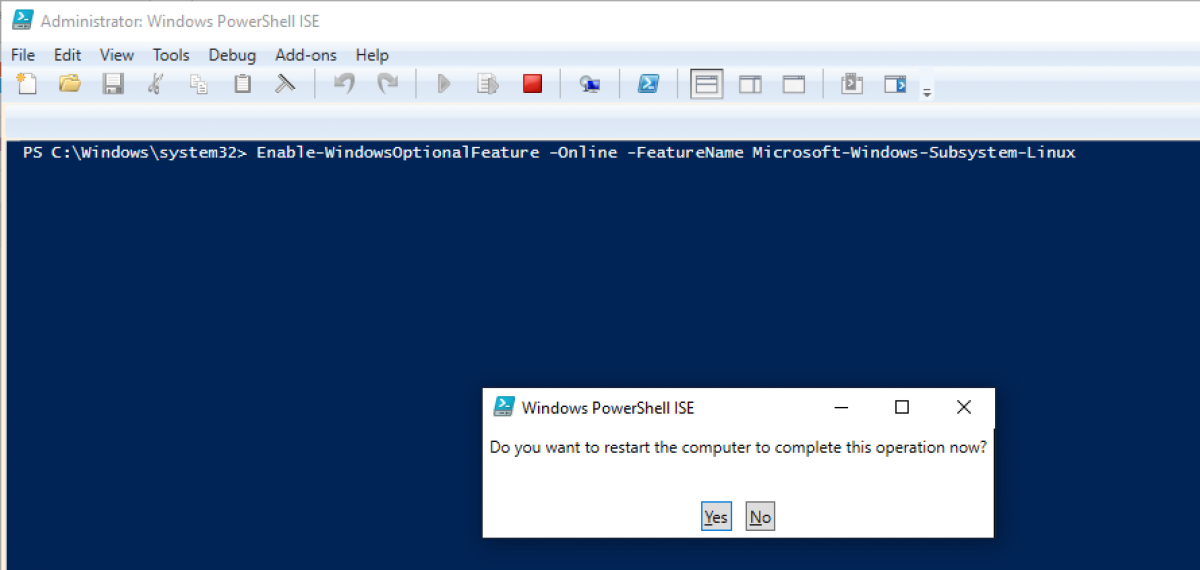 Administrator: Windows PowerShell ISE
File Edit View Tools Debug Add-ons Help
PS C:\Windows\system32> Enable-WindowsOptionalFeature -Online -FeatureName Microsoft-Windows-Subsystem-Linux
Windows PowerShell ISE
Do you want to restart the computer to complete this operation now?
Yes No